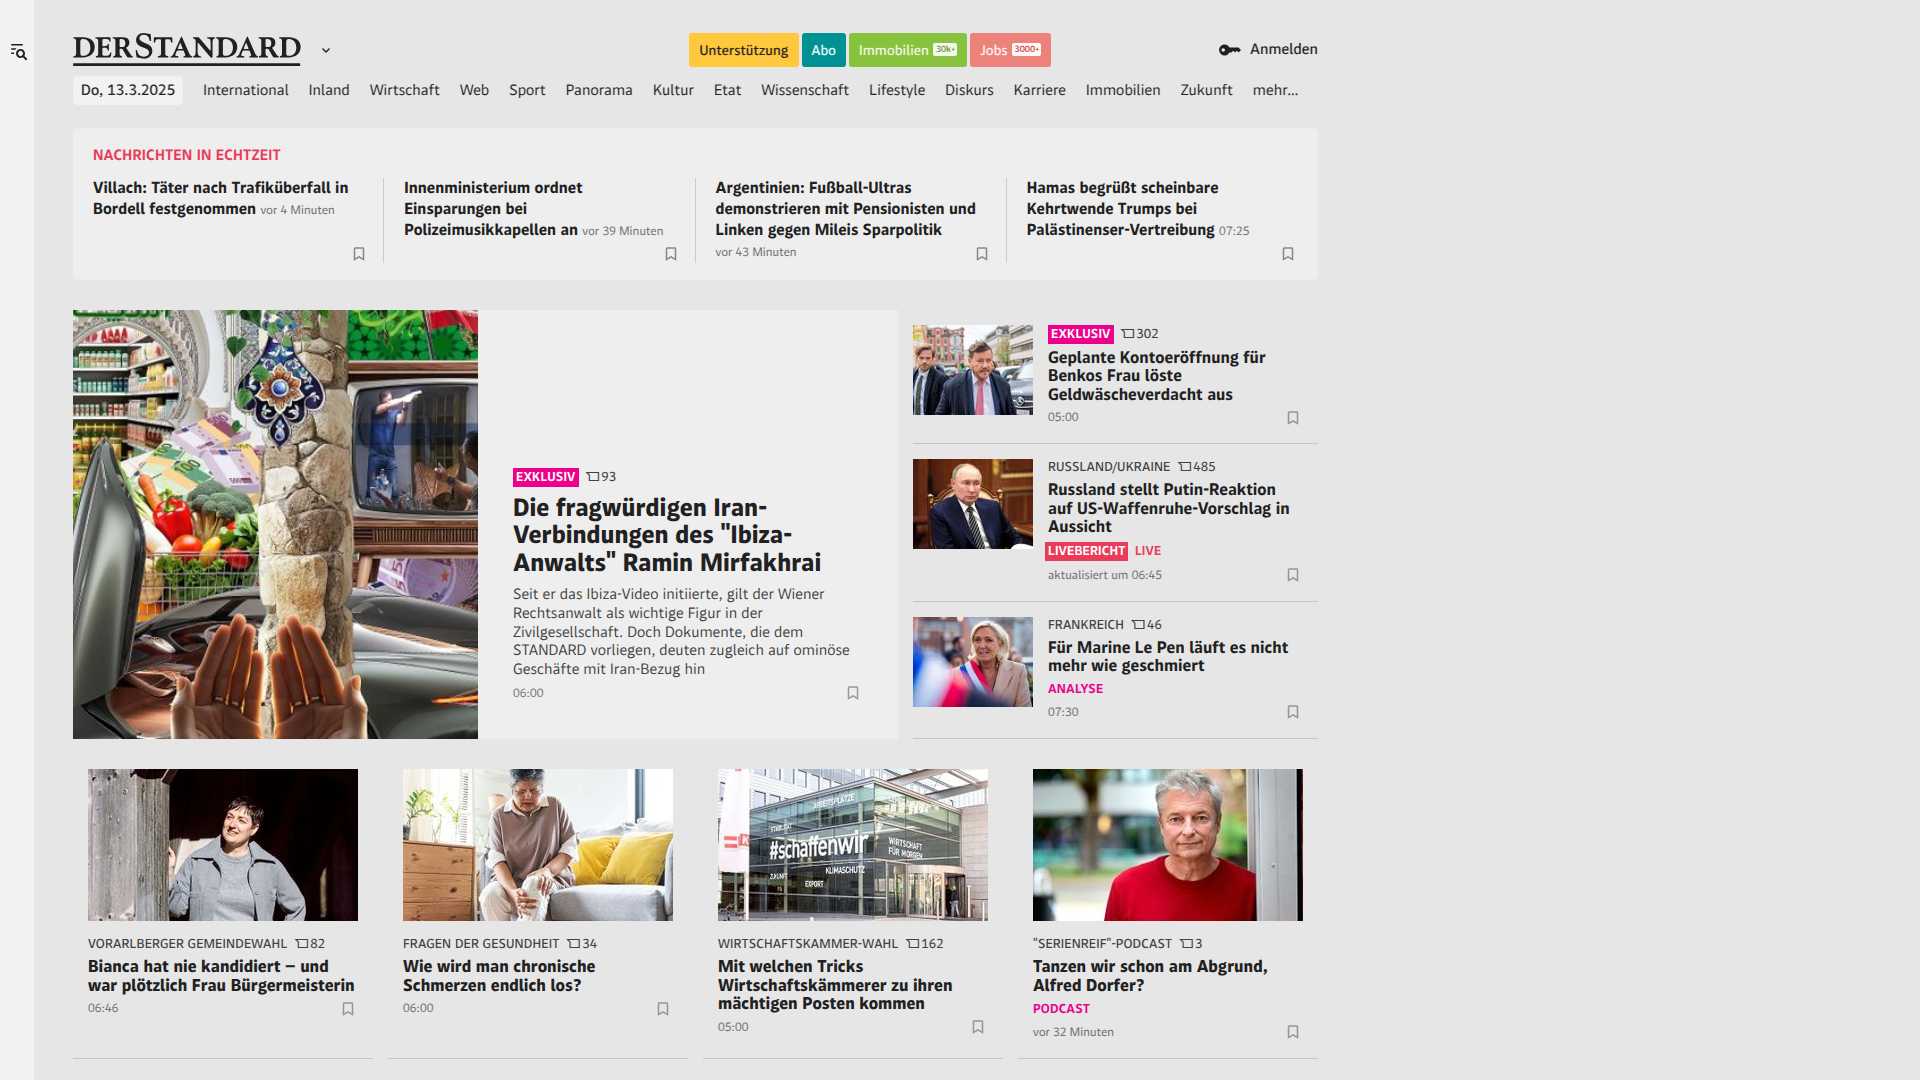 DERSTANDARD
Unterstützung Abo Immobilien 30k+ Jobs 3000+
Anmelden
Do, 13.3.2025 International Inland Wirtschaft Web Sport Panorama Kultur Etat Wissenschaft Lifestyle Diskurs Karriere Immobilien Zukunft mehr...
NACHRICHTEN IN ECHTZEIT
Villach: Täter nach Trafiküberfall in
Bordell festgenommen vor 4 Minuten
Innenministerium ordnet
Einsparungen bei
Polizeimusikkapellen an vor 39 Minuten
Argentinien: Fußball-Ultras
demonstrieren mit Pensionisten und
Linken gegen Mileis Sparpolitik
vor 43 Minuten
Hamas begrüßt scheinbare
Kehrtwende Trumps bei
Palästinenser-Vertreibung 07:25
EXKLUSIV 93
Die fragwürdigen Iran-
Verbindungen des "Ibiza-
Anwalts" Ramin Mirfakhrai
Seit er das Ibiza-Video initiierte, gilt der Wiener
Rechtsanwalt als wichtige Figur in der
Zivilgesellschaft. Doch Dokumente, die dem
STANDARD vorliegen, deuten zugleich auf ominöse
Geschäfte mit Iran-Bezug hin
06:00
EXKLUSIV 302
Geplante Kontoeröffnung für
Benkos Frau löste
Geldwäscheverdacht aus
05:00
RUSSLAND/UKRAINE 485
Russland stellt Putin-Reaktion
auf US-Waffenruhe-Vorschlag in
Aussicht
LIVEBERICHT LIVE
aktualisiert um 06:45
FRANKREICH 46
Für Marine Le Pen läuft es nicht
mehr wie geschmiert
ANALYSE
07:30
VORARLBERGER GEMEINDEWAHL 82
Bianca hat nie kandidiert – und
war plötzlich Frau Bürgermeisterin
06:46
FRAGEN DER GESUNDHEIT 34
Wie wird man chronische
Schmerzen endlich los?
06:00
ARBEITSPLÄTZE
#schaffenwir
WIRTSCHAFT
FÜR MORGEN
KLIMASCHUTZ
ZUKUNFT
EXPORT
WIRTSCHAFTSKAMMER-WAHL 162
Mit welchen Tricks
Wirtschaftskämmerer zu ihren
mächtigen Posten kommen
05:00
"SERIENREIF"-PODCAST 3
Tanzen wir schon am Abgrund,
Alfred Dorfer?
PODCAST
vor 32 Minuten